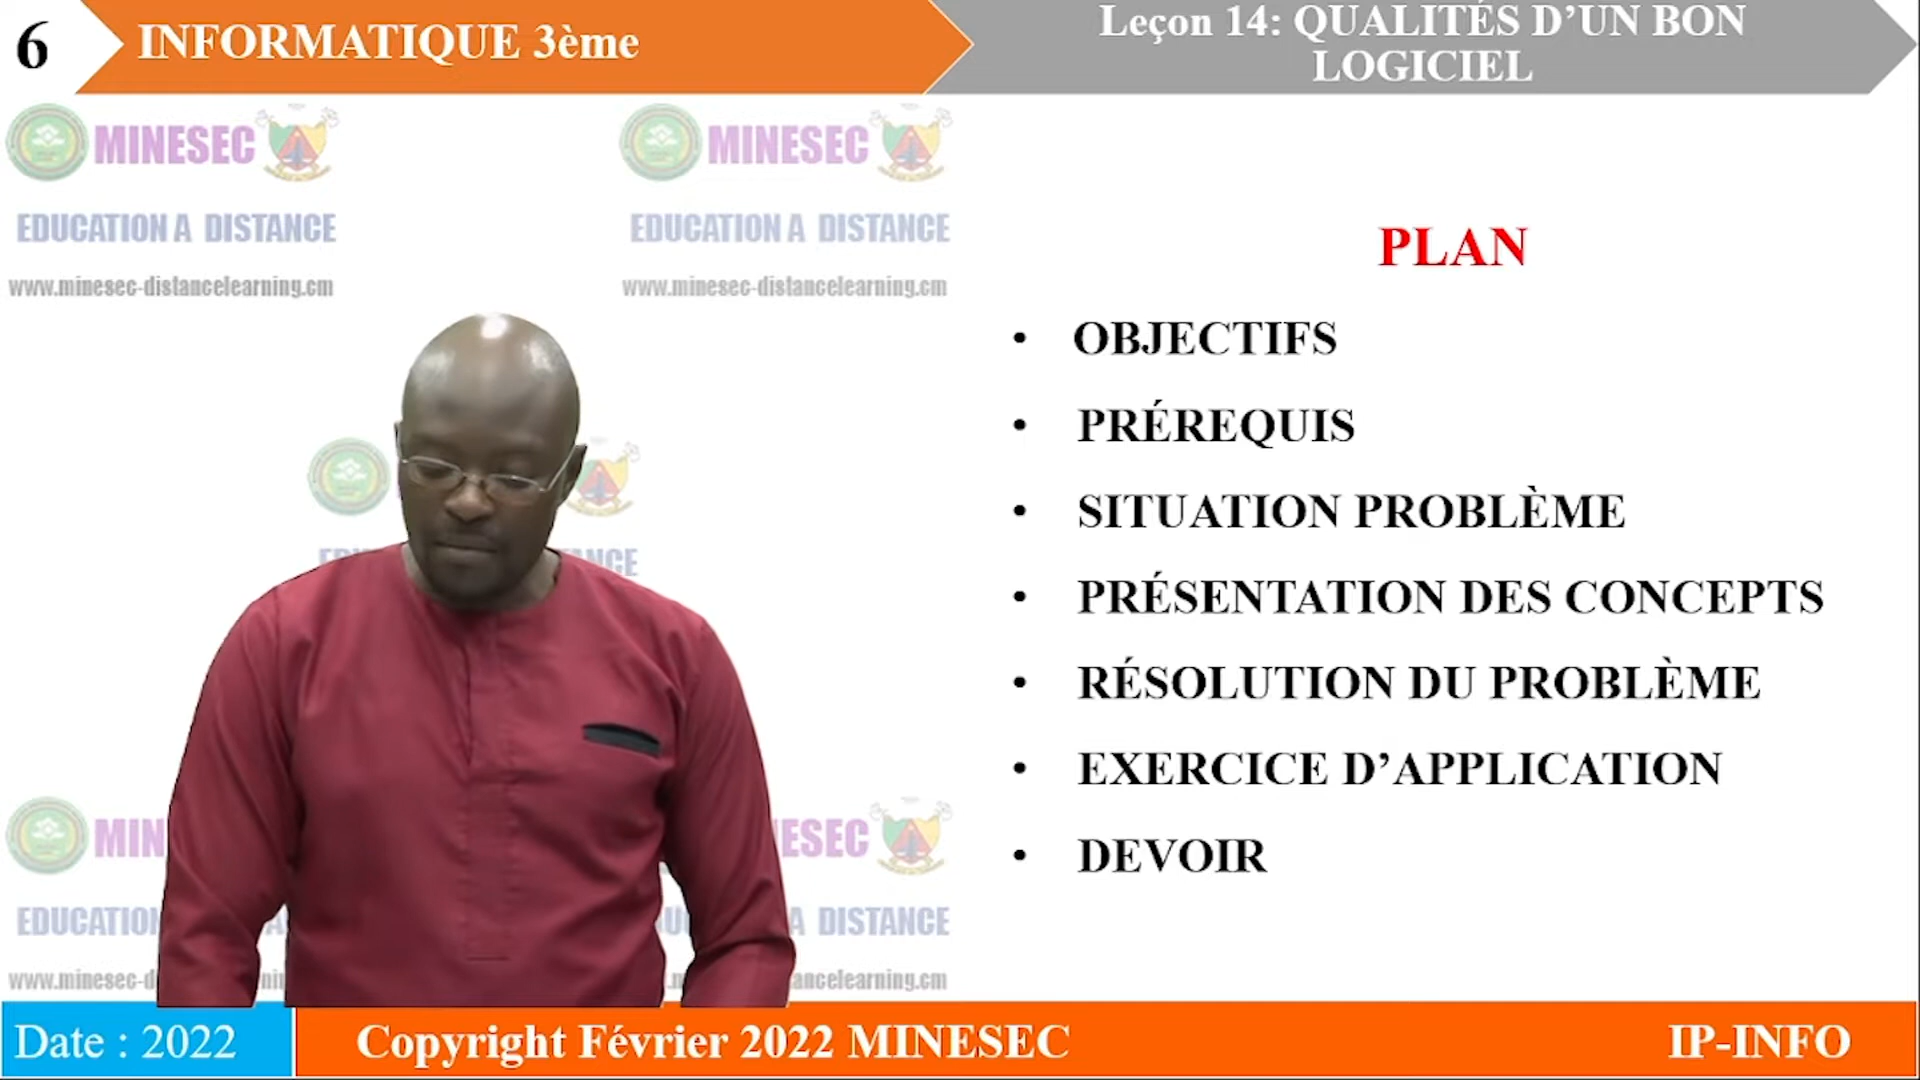 6
INFORMATIQUE 3ème
Leçon 14: QUALITÉS D'UN BON
LOGICIEL
MINESEC
EDUCATION A DISTANCE
www.minesec-distancelearning.cm
MINESEC
EDUCATION A DISTANCE
www.minesec-distancelearning.cm
PLAN
• OBJECTIFS
• PRÉREQUIS
• SITUATION PROBLÈME
• PRÉSENTATION DES CONCEPTS
• RÉSOLUTION DU PROBLÈME
• EXERCICE D'APPLICATION
• DEVOIR
Date : 2022
Copyright Février 2022 MINESEC
IP-INFO